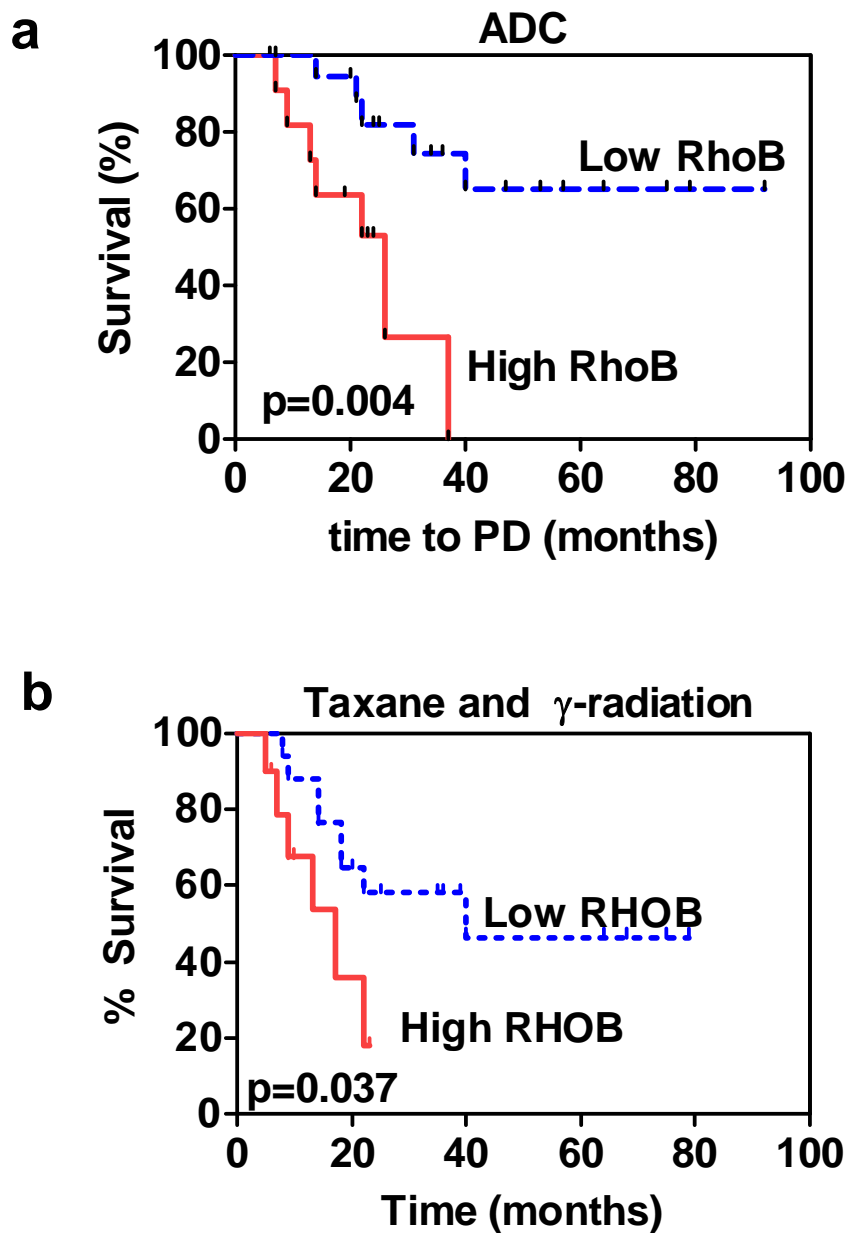 a
ADC
100
80
60
40
20
0
Survival (%)
Low RhoB
High RhoB
p=0.004
0 20 40 60 80 100
time to PD (months)
b
Taxane and γ-radiation
100
80
60
40
20
0
% Survival
Low RHOB
High RHOB
p=0.037
0 20 40 60 80 100
Time (months)